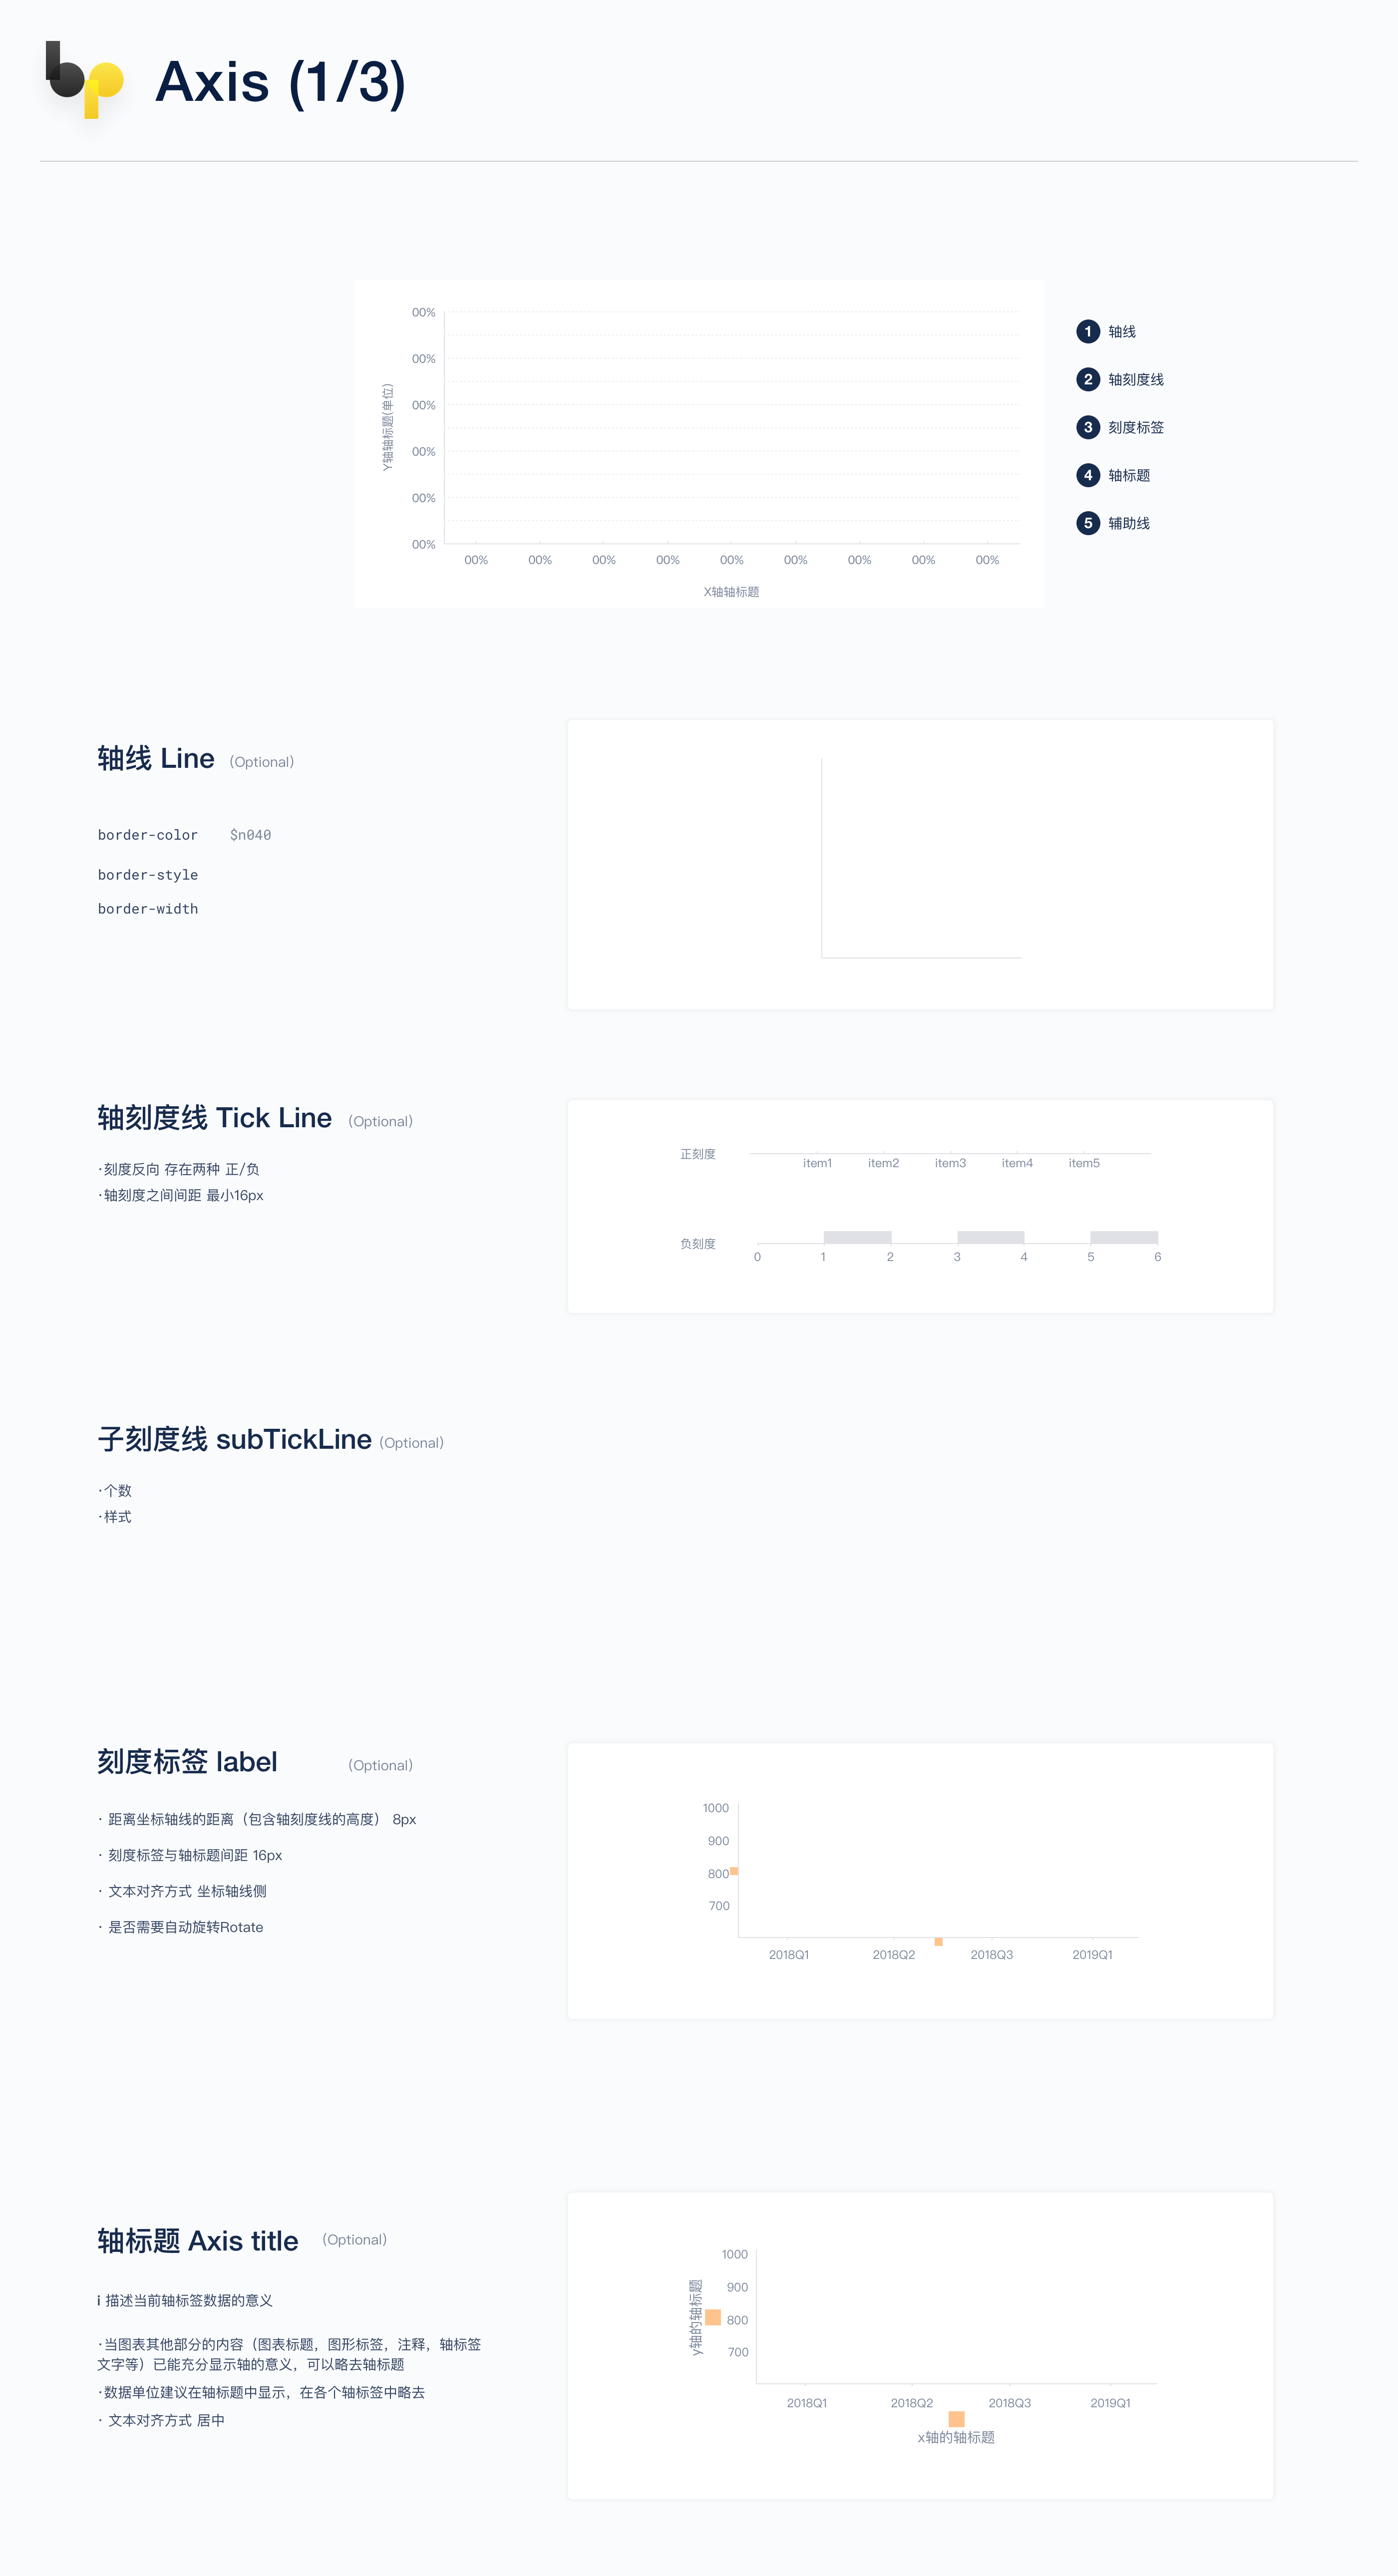 bp
Axis (1/3)
00%
00%
00%
00%
00%
00%
Y轴轴标题(单位)
00% 00% 00% 00% 00% 00% 00% 00% 00%
X轴轴标题
1 轴线
2 轴刻度线
3 刻度标签
4 轴标题
5 辅助线
轴线 Line (Optional)
border-color $n040
border-style
border-width
轴刻度线 Tick Line (Optional)
·刻度反向 存在两种 正/负
·轴刻度之间间距 最小16px
正刻度
item1 item2 item3 item4 item5
负刻度
0 1 2 3 4 5 6
子刻度线 subTickLine (Optional)
·个数
·样式
刻度标签 label (Optional)
· 距离坐标轴线的距离（包含轴刻度线的高度） 8px
· 刻度标签与轴标题间距 16px
· 文本对齐方式 坐标轴线侧
· 是否需要自动旋转Rotate
1000
900
800
700
2018Q1 2018Q2 2018Q3 2019Q1
轴标题 Axis title (Optional)
i 描述当前轴标签数据的意义
·当图表其他部分的内容（图表标题，图形标签，注释，轴标签
文字等）已能充分显示轴的意义，可以略去轴标题
·数据单位建议在轴标题中显示，在各个轴标签中略去
· 文本对齐方式 居中
y轴的轴标题
1000
900
800
700
2018Q1 2018Q2 2018Q3 2019Q1
x轴的轴标题